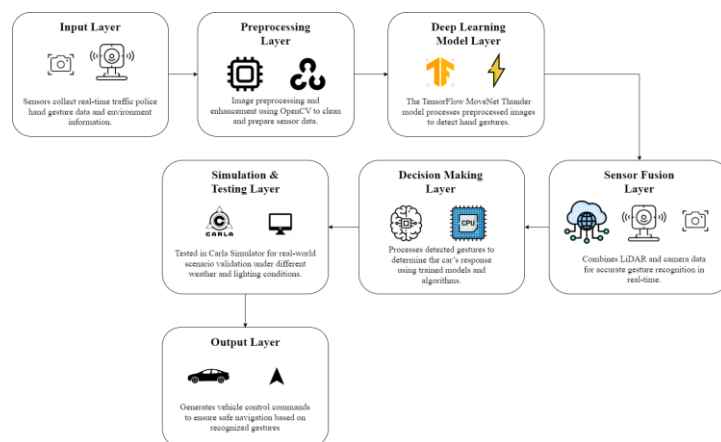 Input Layer
Sensors collect real-time traffic police
hand gesture data and environment
information.
Preprocessing
Layer
Image preprocessing and
enhancement using OpenCV to clean
and prepare sensor data.
Deep Learning
Model Layer
The TensorFlow MoveNet Thunder
model processes preprocessed images
to detect hand gestures.
Sensor Fusion
Layer
Combines LiDAR and camera data
for accurate gesture recognition in
real-time.
Decision Making
Layer
CPU
Processes detected gestures to
determine the car's response
using trained models and
algorithms.
Simulation &
Testing Layer
CARLA
Tested in Carla Simulator for real-world
scenario validation under different
weather and lighting conditions.
Output Layer
Generates vehicle control commands
to ensure safe navigation based on
recognized gestures